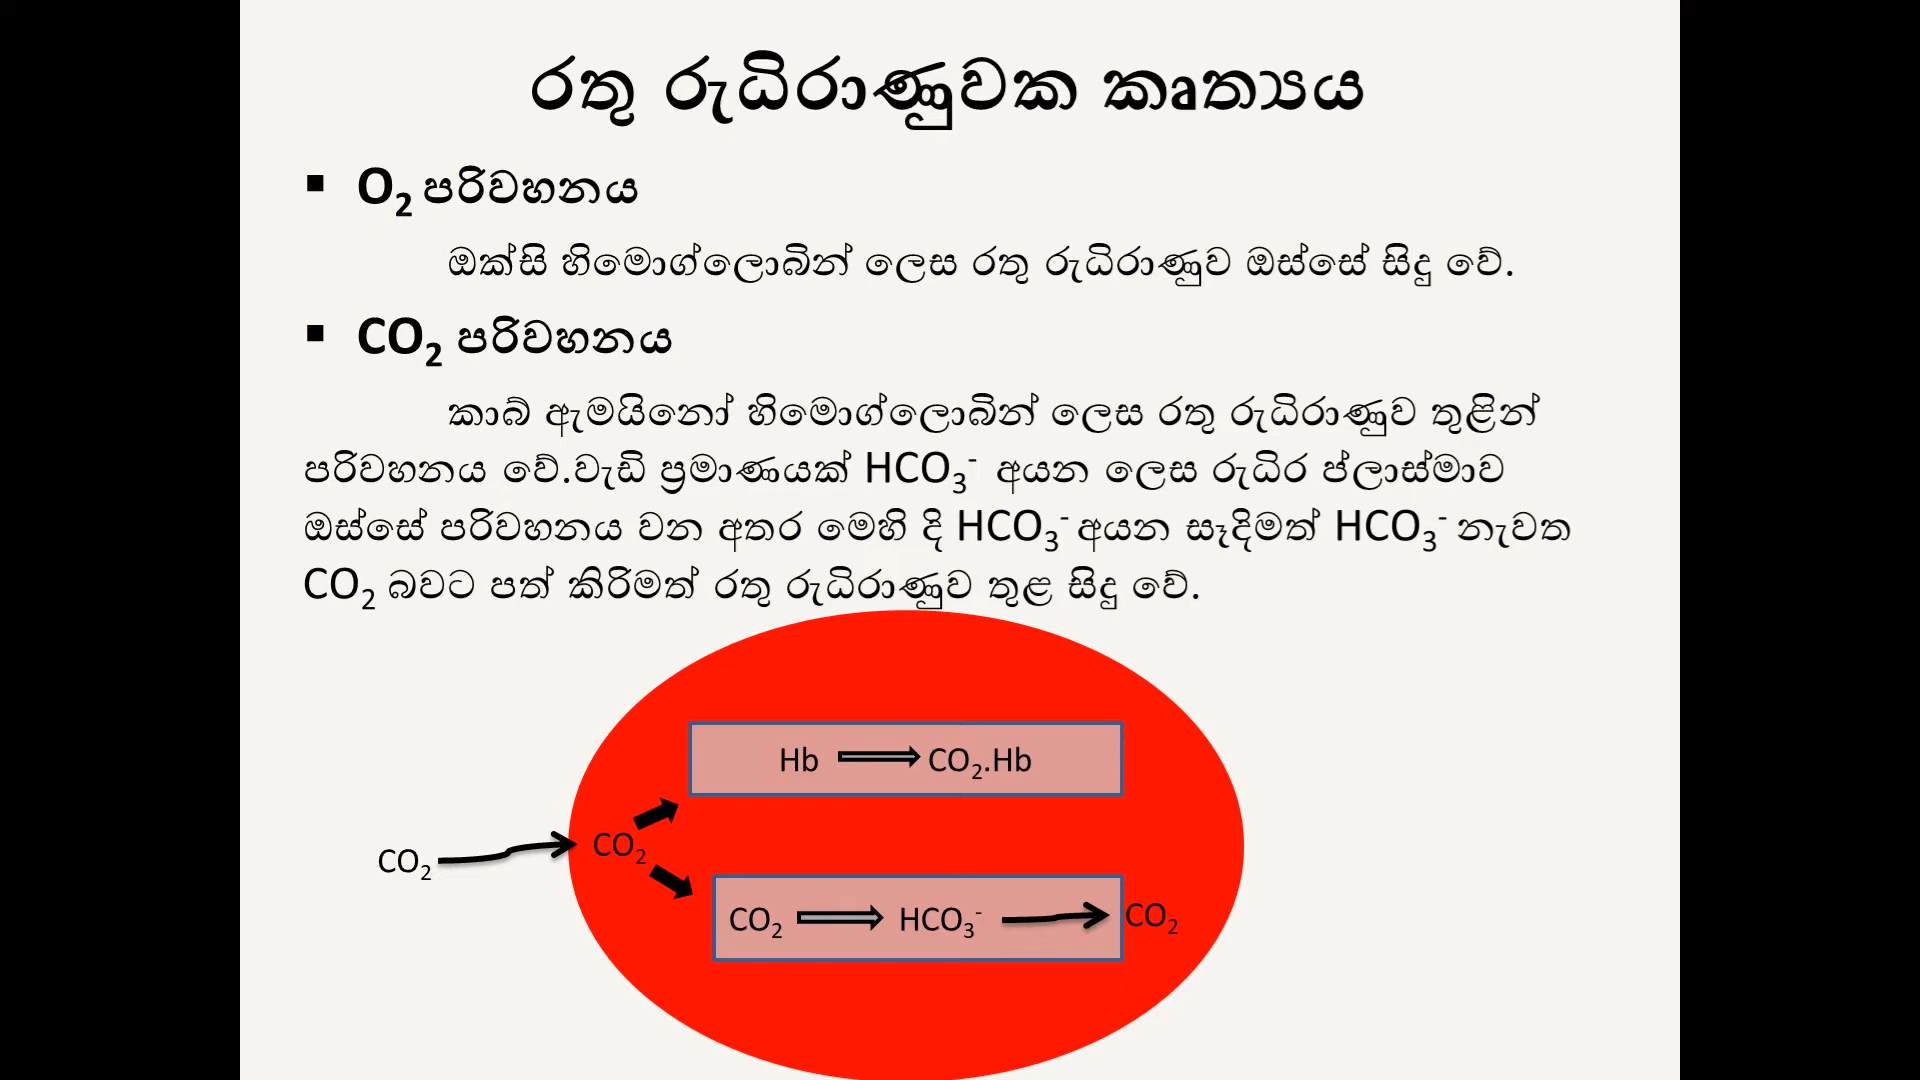 රතු රුධිරාණුවක කෘත්‍යය
▪ O₂ පරිවහනය
ඔක්සි හිමොග්ලොබින් ලෙස රතු රුධිරාණුව ඔස්සේ සිදු වේ.
▪ CO₂ පරිවහනය
කාබ් ඇමයිනෝ හිමොග්ලොබින් ලෙස රතු රුධිරාණුව තුළින්
පරිවහනය වේ.වැඩි ප්‍රමාණයක් HCO₃⁻ අයන ලෙස රුධිර ප්ලාස්මාව
ඔස්සේ පරිවහනය වන අතර මෙහි දි HCO₃⁻ අයන සෑදිමත් HCO₃⁻ නැවත
CO₂ බවට පත් කිරිමත් රතු රුධිරාණුව තුළ සිදු වේ.
Hb ⟹ CO₂.Hb
CO₂ → CO₂
CO₂ ⟹ HCO₃⁻ → CO₂